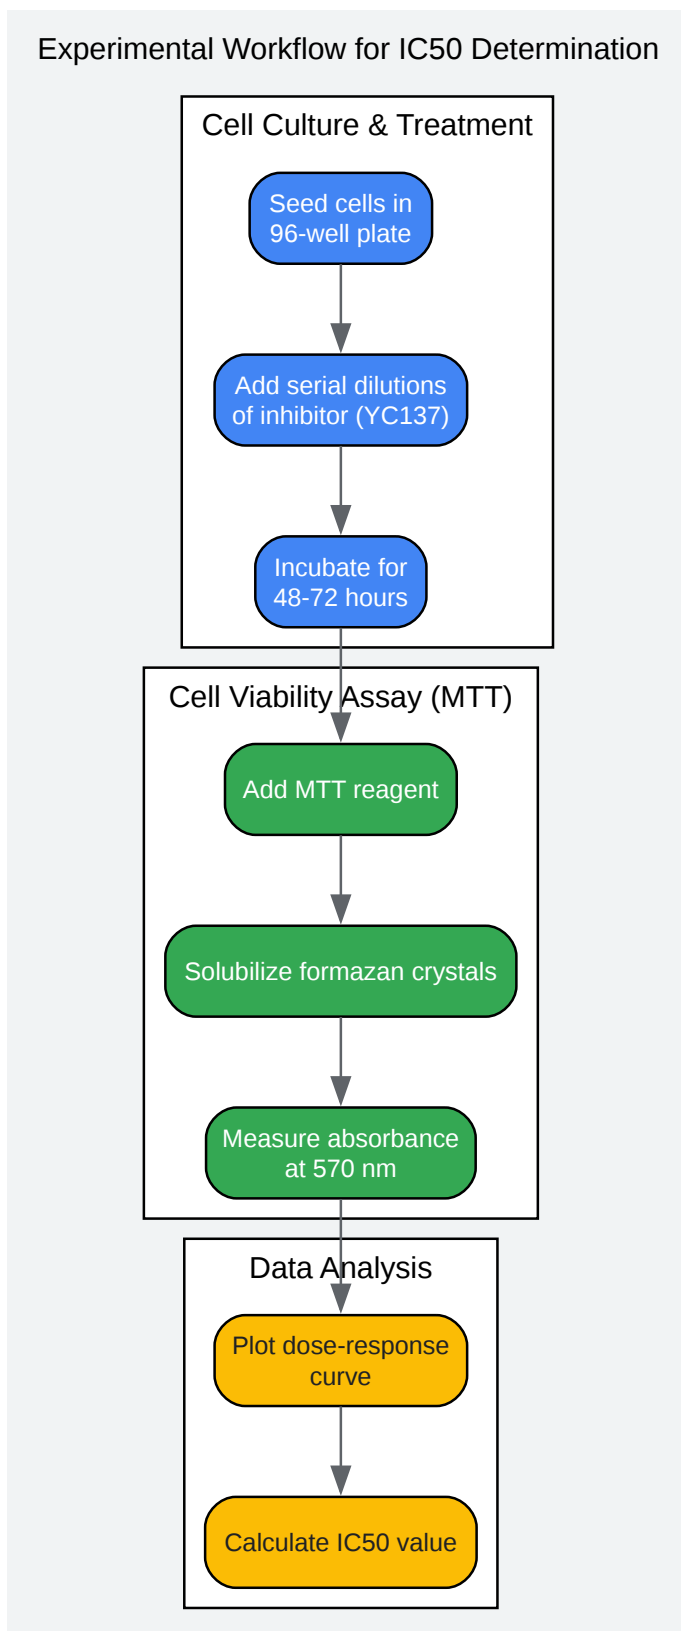 Experimental Workflow for IC50 Determination
Cell Culture & Treatment
Seed cells in
96-well plate
Add serial dilutions
of inhibitor (YC137)
Incubate for
48-72 hours
Cell Viability Assay (MTT)
Add MTT reagent
Solubilize formazan crystals
Measure absorbance
at 570 nm
Data Analysis
Plot dose-response
curve
Calculate IC50 value